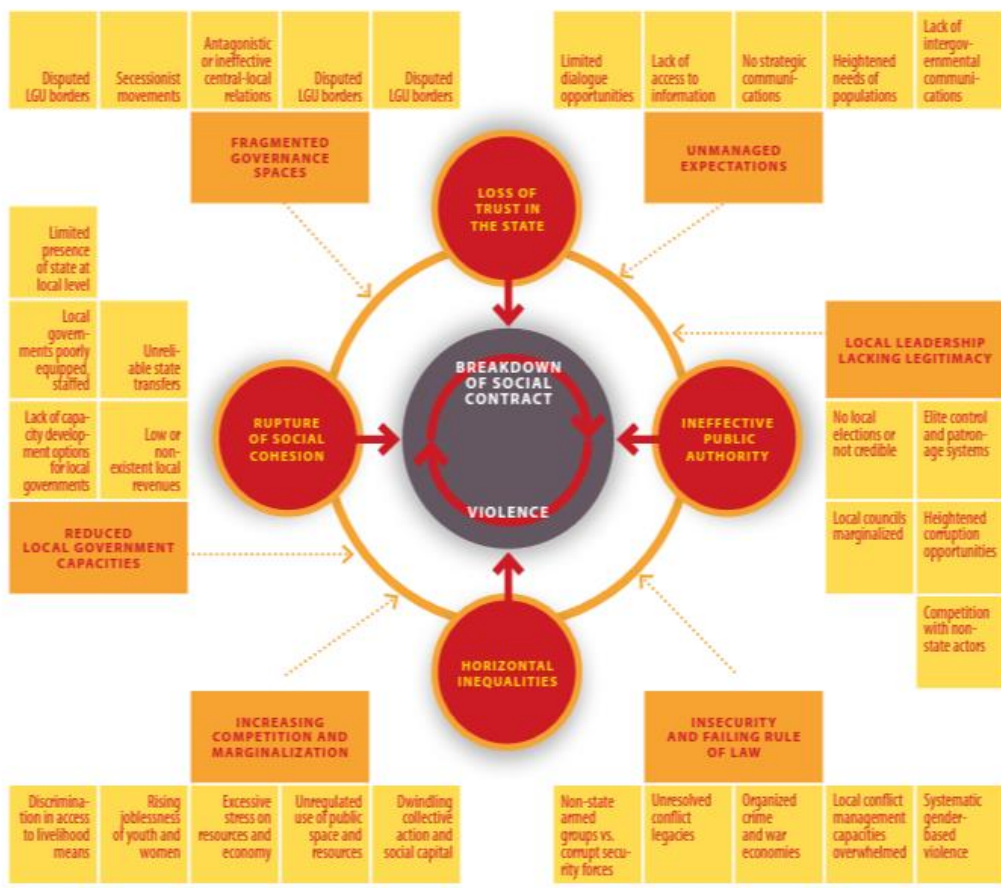 Disputed
LGU borders
Secessionist
movements
Antagonistic
or ineffective
central-local
relations
Disputed
LGU borders
Disputed
LGU borders
Limited
dialogue
opportunities
Lack of
access to
information
No strategic
communi-
cations
Heightened
needs of
populations
Lack of
intergov-
ernmental
communi-
cations
FRAGMENTED
GOVERNANCE
SPACES
UNMANAGED
EXPECTATIONS
LOSS OF
TRUST IN
THE STATE
Limited
presence
of state at
local level
Local
govern-
ments poorly
equipped,
staffed
Unreli-
able state
transfers
Lack of capa-
city develop-
ment options
for local
governments
Low or
non-
existent local
revenues
REDUCED
LOCAL GOVERNMENT
CAPACITIES
RUPTURE
OF SOCIAL
COHESION
BREAKDOWN
OF SOCIAL
CONTRACT
VIOLENCE
INEFFECTIVE
PUBLIC
AUTHORITY
LOCAL LEADERSHIP
LACKING LEGITIMACY
No local
elections or
not credible
Elite control
and patron-
age systems
Local councils
marginalized
Heightened
corruption
opportunities
Competition
with non-
state actors
HORIZONTAL
INEQUALITIES
INCREASING
COMPETITION AND
MARGINALIZATION
INSECURITY
AND FAILING RULE
OF LAW
Discrimina-
tion in access
to livelihood
means
Rising
joblessness
of youth and
women
Excessive
stress on
resources and
economy
Unregulated
use of public
space and
resources
Dwindling
collective
action and
social capital
Non-state
armed
groups vs.
corrupt secu-
rity forces
Unresolved
conflict
legacies
Organized
crime
and war
economies
Local conflict
management
capacities
overwhelmed
Systematic
gender-
based
violence